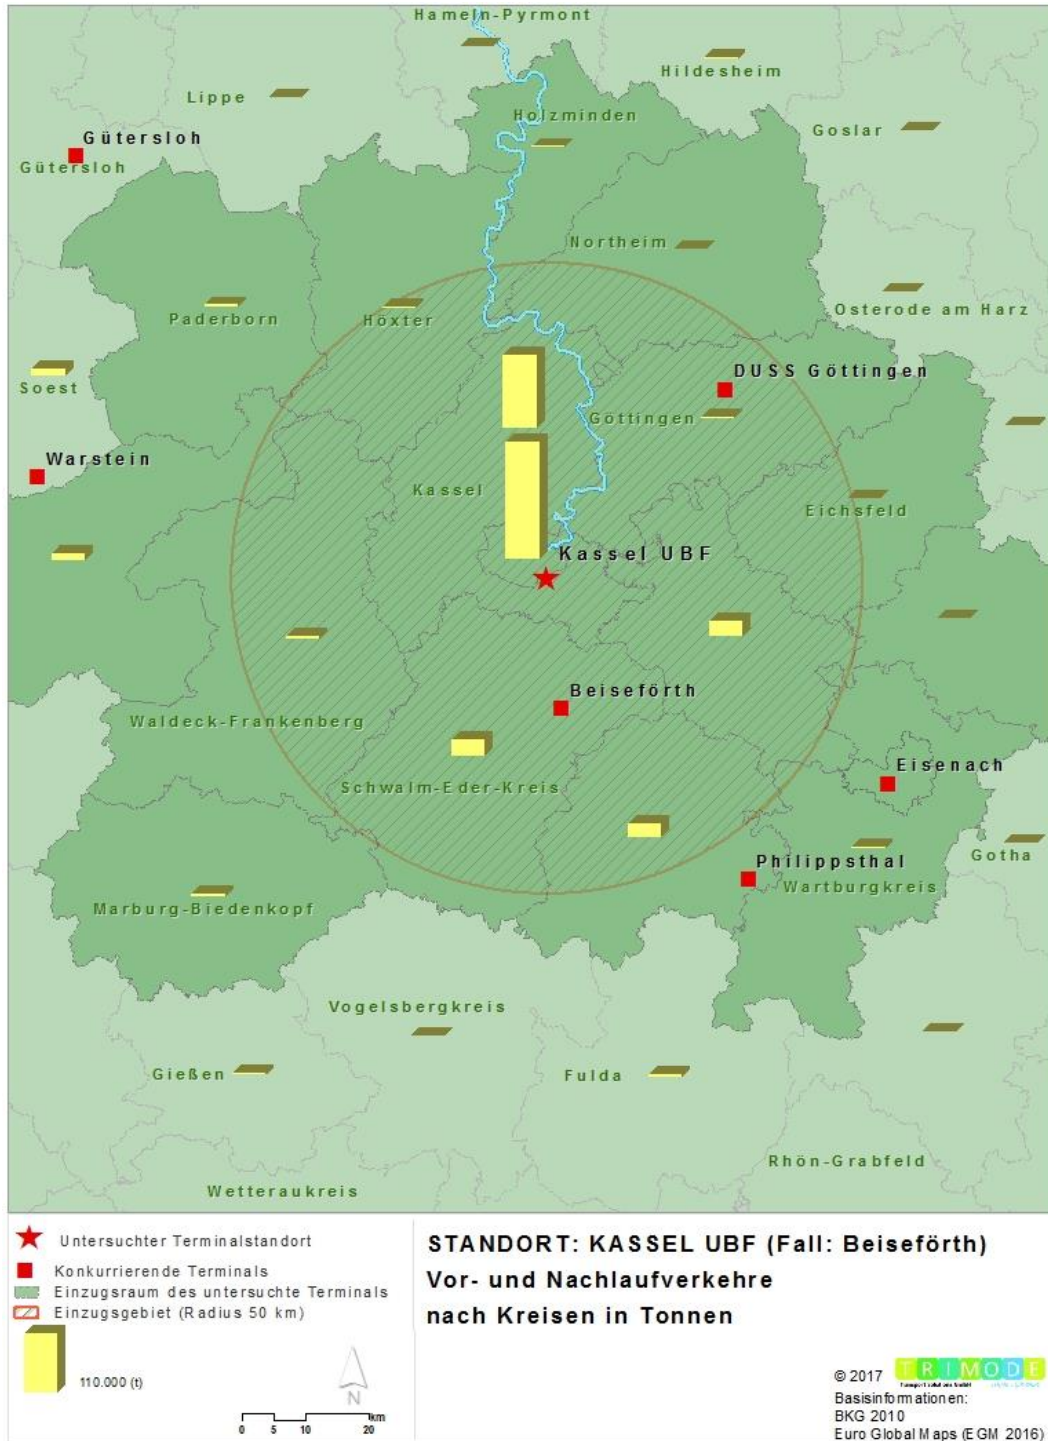 Hameln-Pyrmont
Hildesheim
Lippe
Holzminden
Goslar
Gütersloh
Gütersloh
Northeim
Osterode am Harz
Paderborn
Höxter
Soest
DUSS Göttingen
Göttingen
Warstein
Kassel
Eichsfeld
Kassel UBF
Beiseförth
Waldeck-Frankenberg
Eisenach
Schwalm-Eder-Kreis
Gotha
Philippsthal
Wartburgkreis
Marburg-Biedenkopf
Vogelsbergkreis
Gießen
Fulda
Rhön-Grabfeld
Wetteraukreis
Untersuchter Terminalstandort
Konkurrierende Terminals
Einzugsraum des untersuchte Terminals
Einzugsgebiet (Radius 50 km)
110.000 (t)
N
km
0 5 10 20
STANDORT: KASSEL UBF (Fall: Beiseförth)
Vor- und Nachlaufverkehre
nach Kreisen in Tonnen
© 2017 TRIMODE
Basisinformationen:
BKG 2010
Euro Global Maps (EGM 2016)